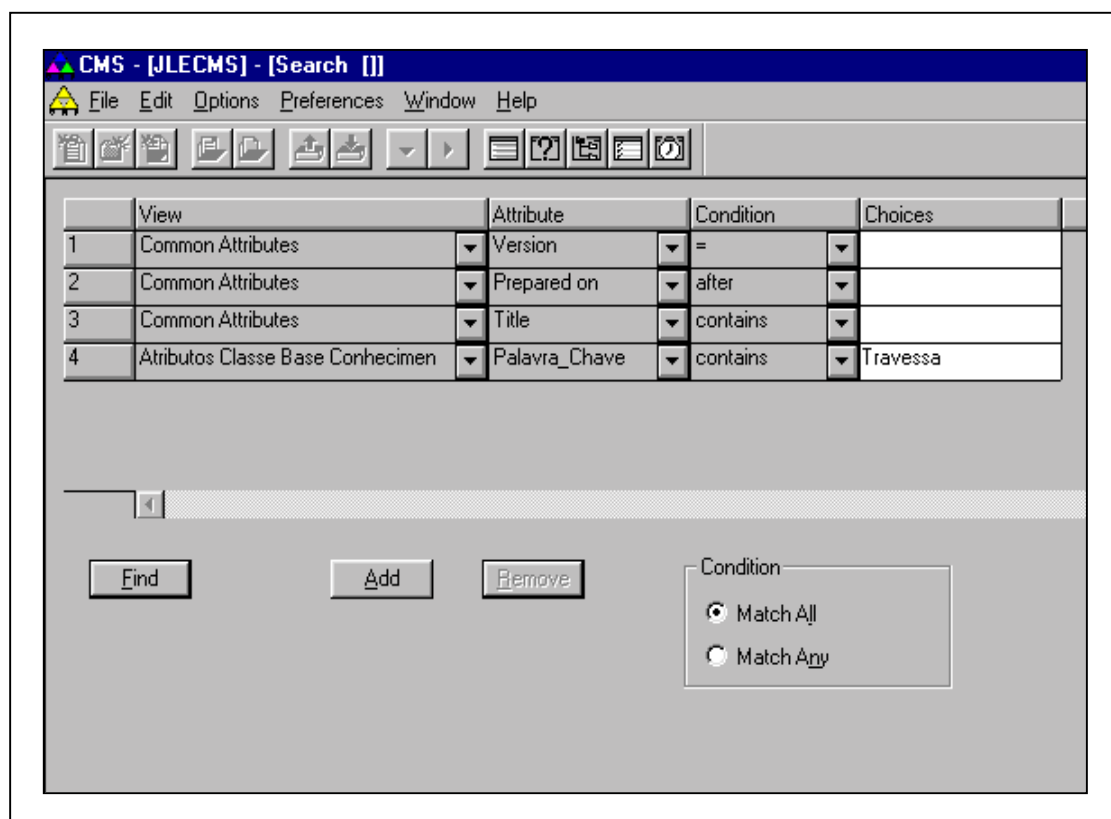 CMS - [JLECMS] - [Search []]
File Edit Options Preferences Window Help
View Attribute Condition Choices
1 Common Attributes Version =
2 Common Attributes Prepared on after
3 Common Attributes Title contains
4 Atributos Classe Base Conhecimen Palavra_Chave contains Travessa
Find Add Remove
Condition
Match All
Match Any